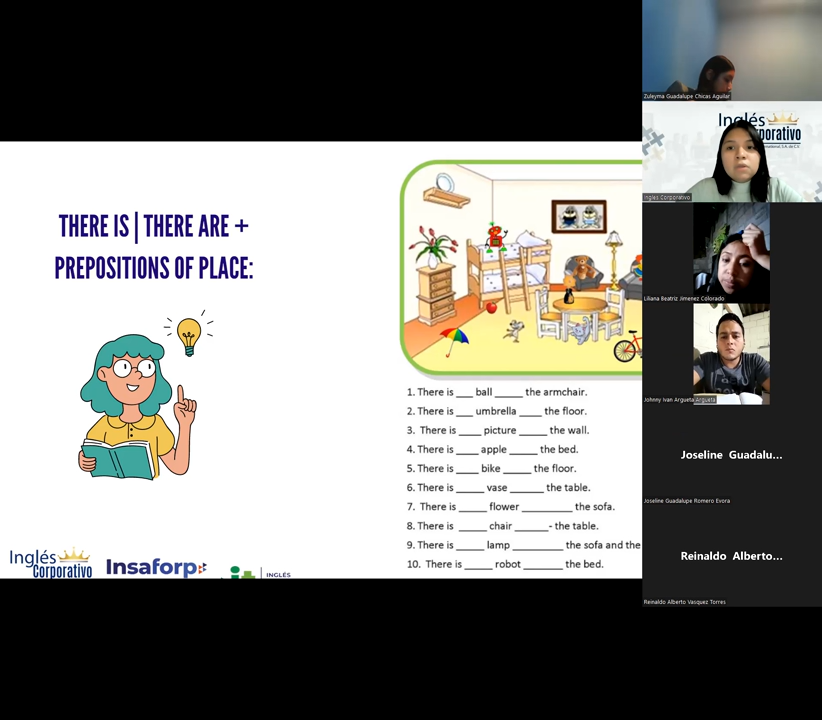 THERE IS | THERE ARE +
PREPOSITIONS OF PLACE:
1. There is ___ ball _____ the armchair.
2. There is ___ umbrella ____ the floor.
3. There is ____ picture _____ the wall.
4. There is ____ apple _____ the bed.
5. There is ____ bike _____ the floor.
6. There is _____ vase ______ the table.
7. There is ____ flower _________ the sofa.
8. There is _____ chair ______- the table.
9. There is _____ lamp _________ the sofa and the
10. There is ____ robot _______ the bed.
Inglés
Corporativo
Insaforp
INGLÉS
Zuleyma Guadalupe Chicas Aguilar
Inglés
porativo
Inglés Corporativo
Liliana Beatriz Jimenez Colorado
Johnny Ivan Argueta Argueta
Joseline Guadalu...
Joseline Guadalupe Romero Evora
Reinaldo Alberto...
Reinaldo Alberto Vasquez Torres